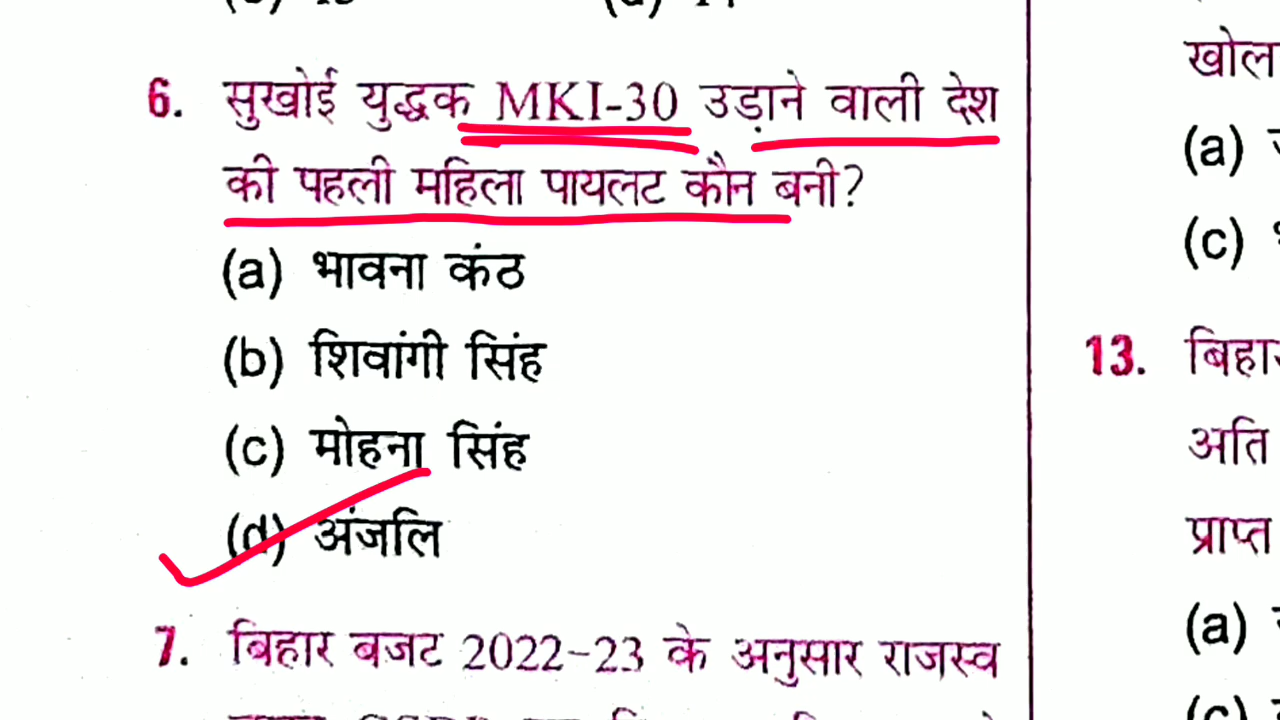 6. सुखोई युद्धक MKI-30 उड़ाने वाली देश
की पहली महिला पायलट कौन बनी?
(a) भावना कंठ
(b) शिवांगी सिंह
(c) मोहना सिंह
(d) अंजलि
7. बिहार बजट 2022-23 के अनुसार राजस्व
खोल
(a)
(c)
13. बिहार
अति
प्राप्त
(a)